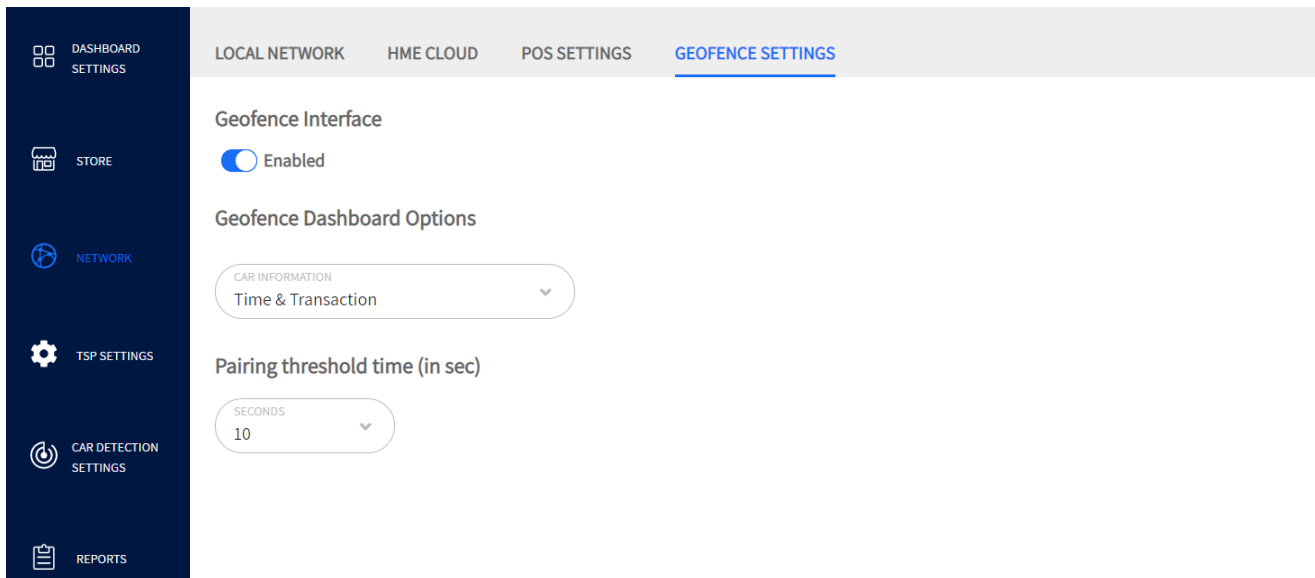 DASHBOARD
SETTINGS
STORE
NETWORK
TSP SETTINGS
CAR DETECTION
SETTINGS
REPORTS
LOCAL NETWORK
HME CLOUD
POS SETTINGS
GEOFENCE SETTINGS
Geofence Interface
Enabled
Geofence Dashboard Options
CAR INFORMATION
Time & Transaction
Pairing threshold time (in sec)
SECONDS
10